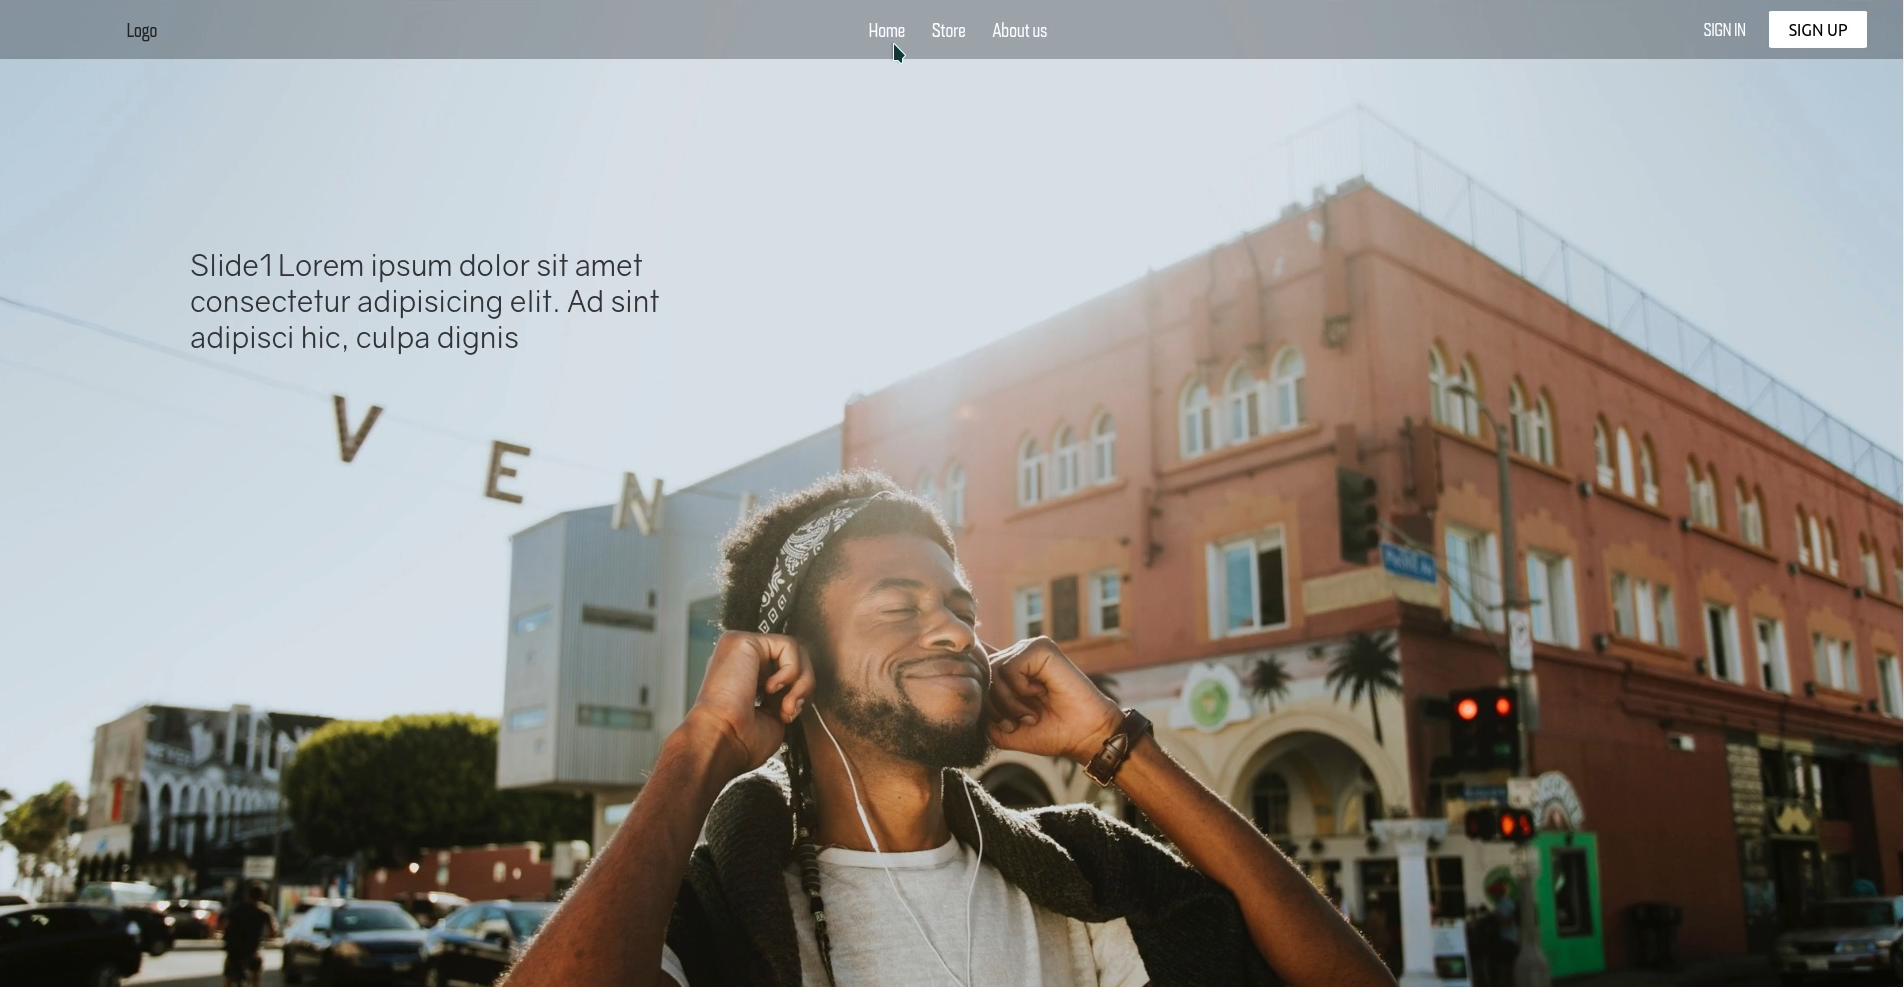 Logo
Home Store About us
SIGN IN
SIGN UP
Slide1 Lorem ipsum dolor sit amet
consectetur adipisicing elit. Ad sint
adipisci hic, culpa dignis
V E N